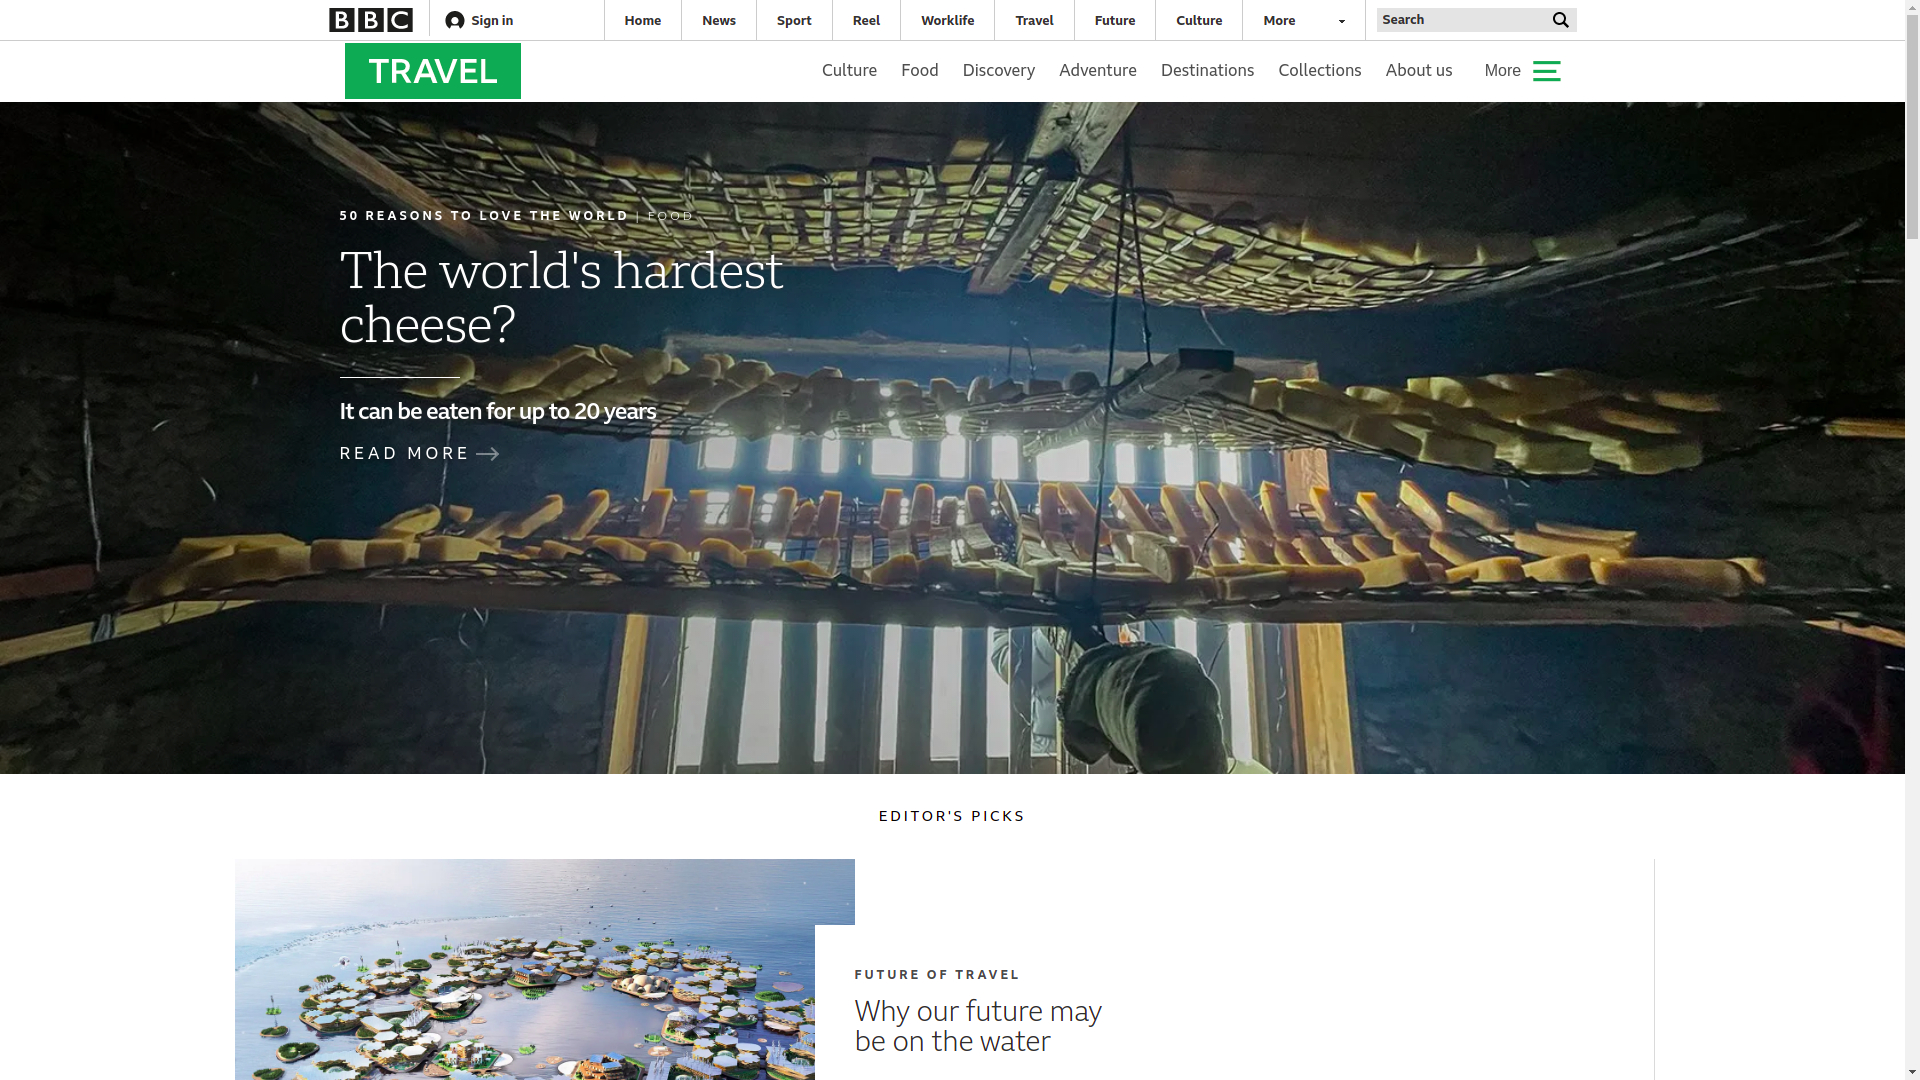 BBC Sign in Home News Sport Reel Worklife Travel Future Culture More Search
TRAVEL Culture Food Discovery Adventure Destinations Collections About us More
50 REASONS TO LOVE THE WORLD | FOOD
The world's hardest
cheese?
It can be eaten for up to 20 years
READ MORE
EDITOR'S PICKS
FUTURE OF TRAVEL
Why our future may
be on the water